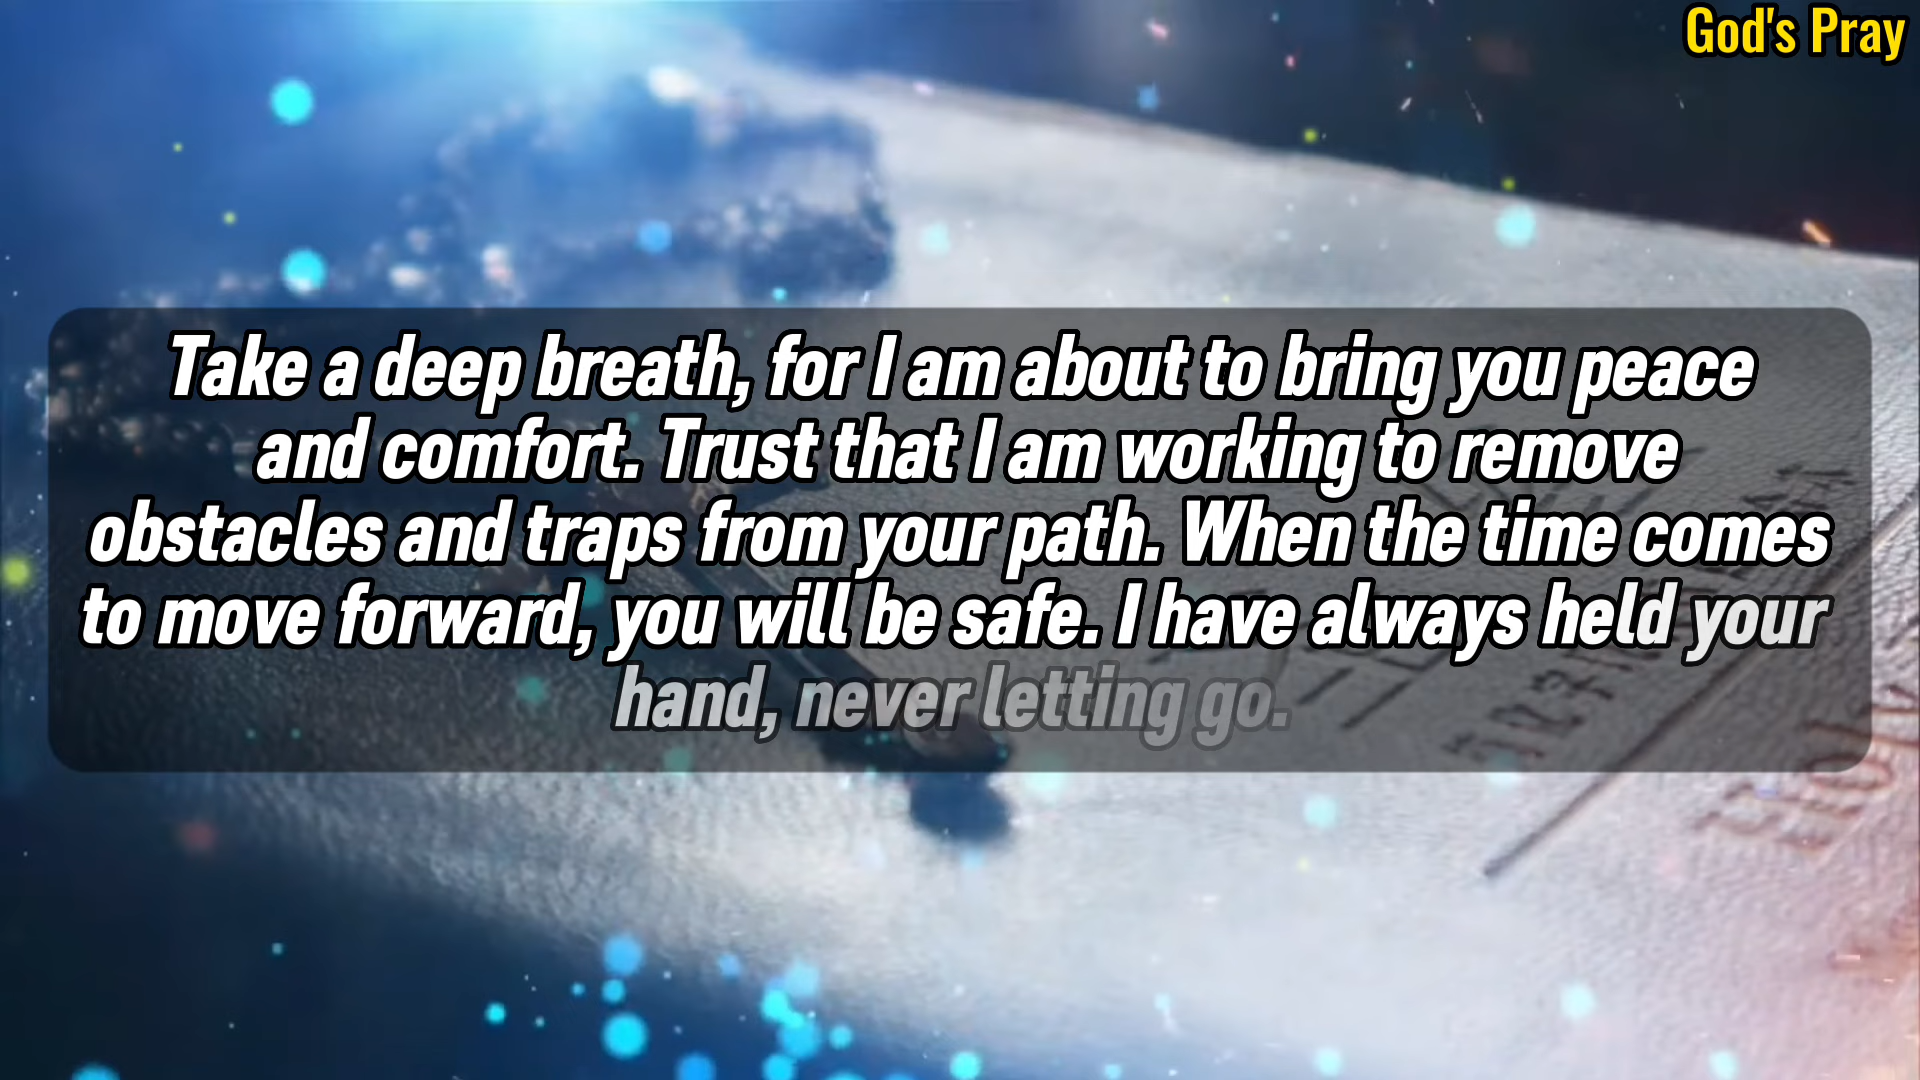 God's Pray
Take a deep breath, for I am about to bring you peace
and comfort. Trust that I am working to remove
obstacles and traps from your path. When the time comes
to move forward, you will be safe. I have always held your
hand, never letting go.